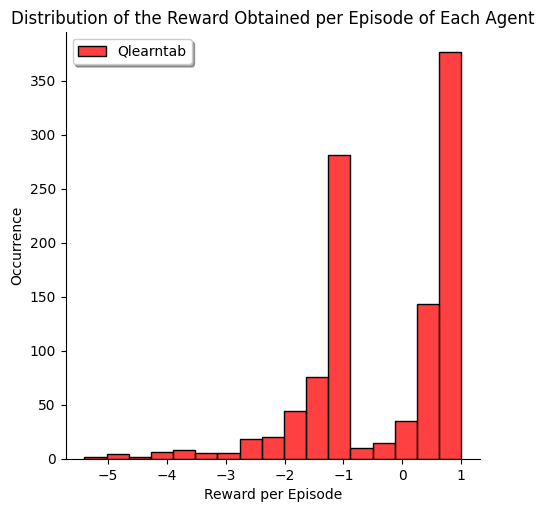 Distribution of the Reward Obtained per Episode of Each Agent
Qlearntab
350
300
250
200
150
100
50
0
Occurrence
−5 −4 −3 −2 −1 0 1
Reward per Episode